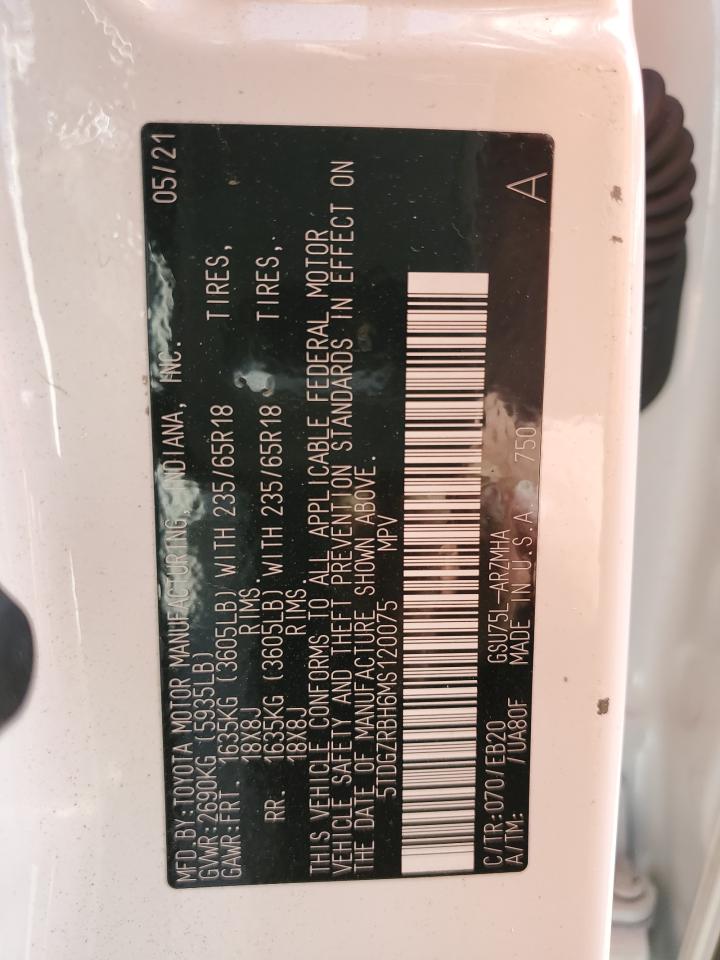 MFD.BY:TOYOTA MOTOR MANUFACTURING, INDIANA, INC. 05/21
GVWR:2690KG (5935LB)
GAWR:FRT. 1635KG (3605LB) WITH 235/65R18 TIRES,
18X8J RIMS.
RR. 1635KG (3605LB) WITH 235/65R18 TIRES,
18X8J RIMS.
THIS VEHICLE CONFORMS TO ALL APPLICABLE FEDERAL MOTOR
VEHICLE SAFETY AND THEFT PREVENTION STANDARDS IN EFFECT ON
THE DATE OF MANUFACTURE SHOWN ABOVE.
5TDGZRBH6MS120075 MPV
C/TR:070/EB20 GSU75L-ARZMHA
A/TM: /UA80F MADE IN U.S.A. 750 A